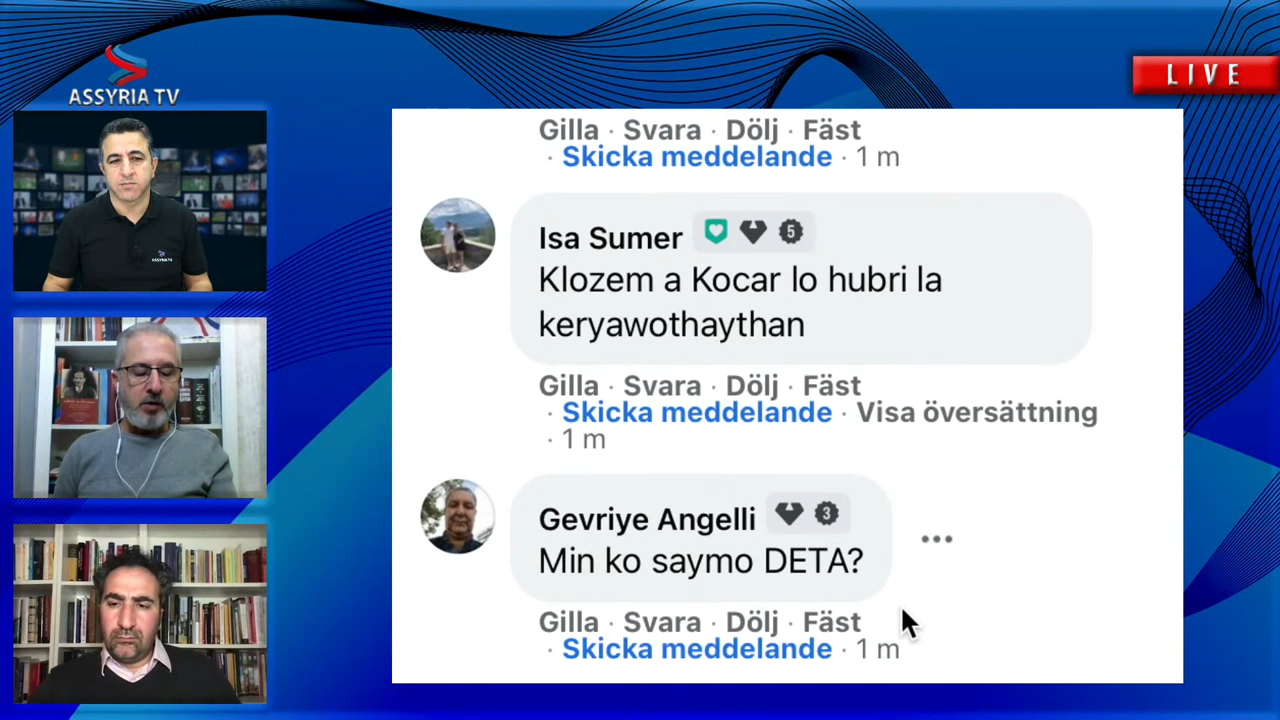 ASSYRIA TV
LIVE
Gilla · Svara · Dölj · Fäst
· Skicka meddelande · 1 m
Isa Sumer 5
Klozem a Kocar lo hubri la
keryawothaythan
Gilla · Svara · Dölj · Fäst
· Skicka meddelande · Visa översättning
· 1 m
Gevriye Angelli 3
Min ko saymo DETA?
Gilla · Svara · Dölj · Fäst
· Skicka meddelande · 1 m